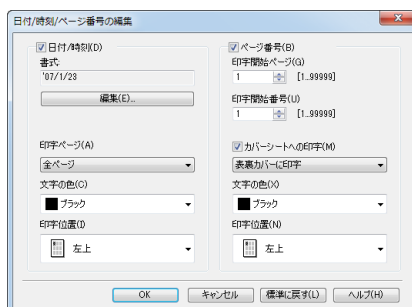 日付/時刻/ページ番号の編集
日付/時刻(D)
書式:
'07/1/23
編集(E)...
印字ページ(A)
全ページ
文字の色(C)
ブラック
印字位置(I)
左上
ページ番号(B)
印字開始ページ(G)
1 [1..99999]
印字開始番号(U)
1 [1..99999]
カバーシートへの印字(M)
表裏カバーに印字
文字の色(X)
ブラック
印字位置(N)
左上
OK キャンセル 標準に戻す(L) ヘルプ(H)